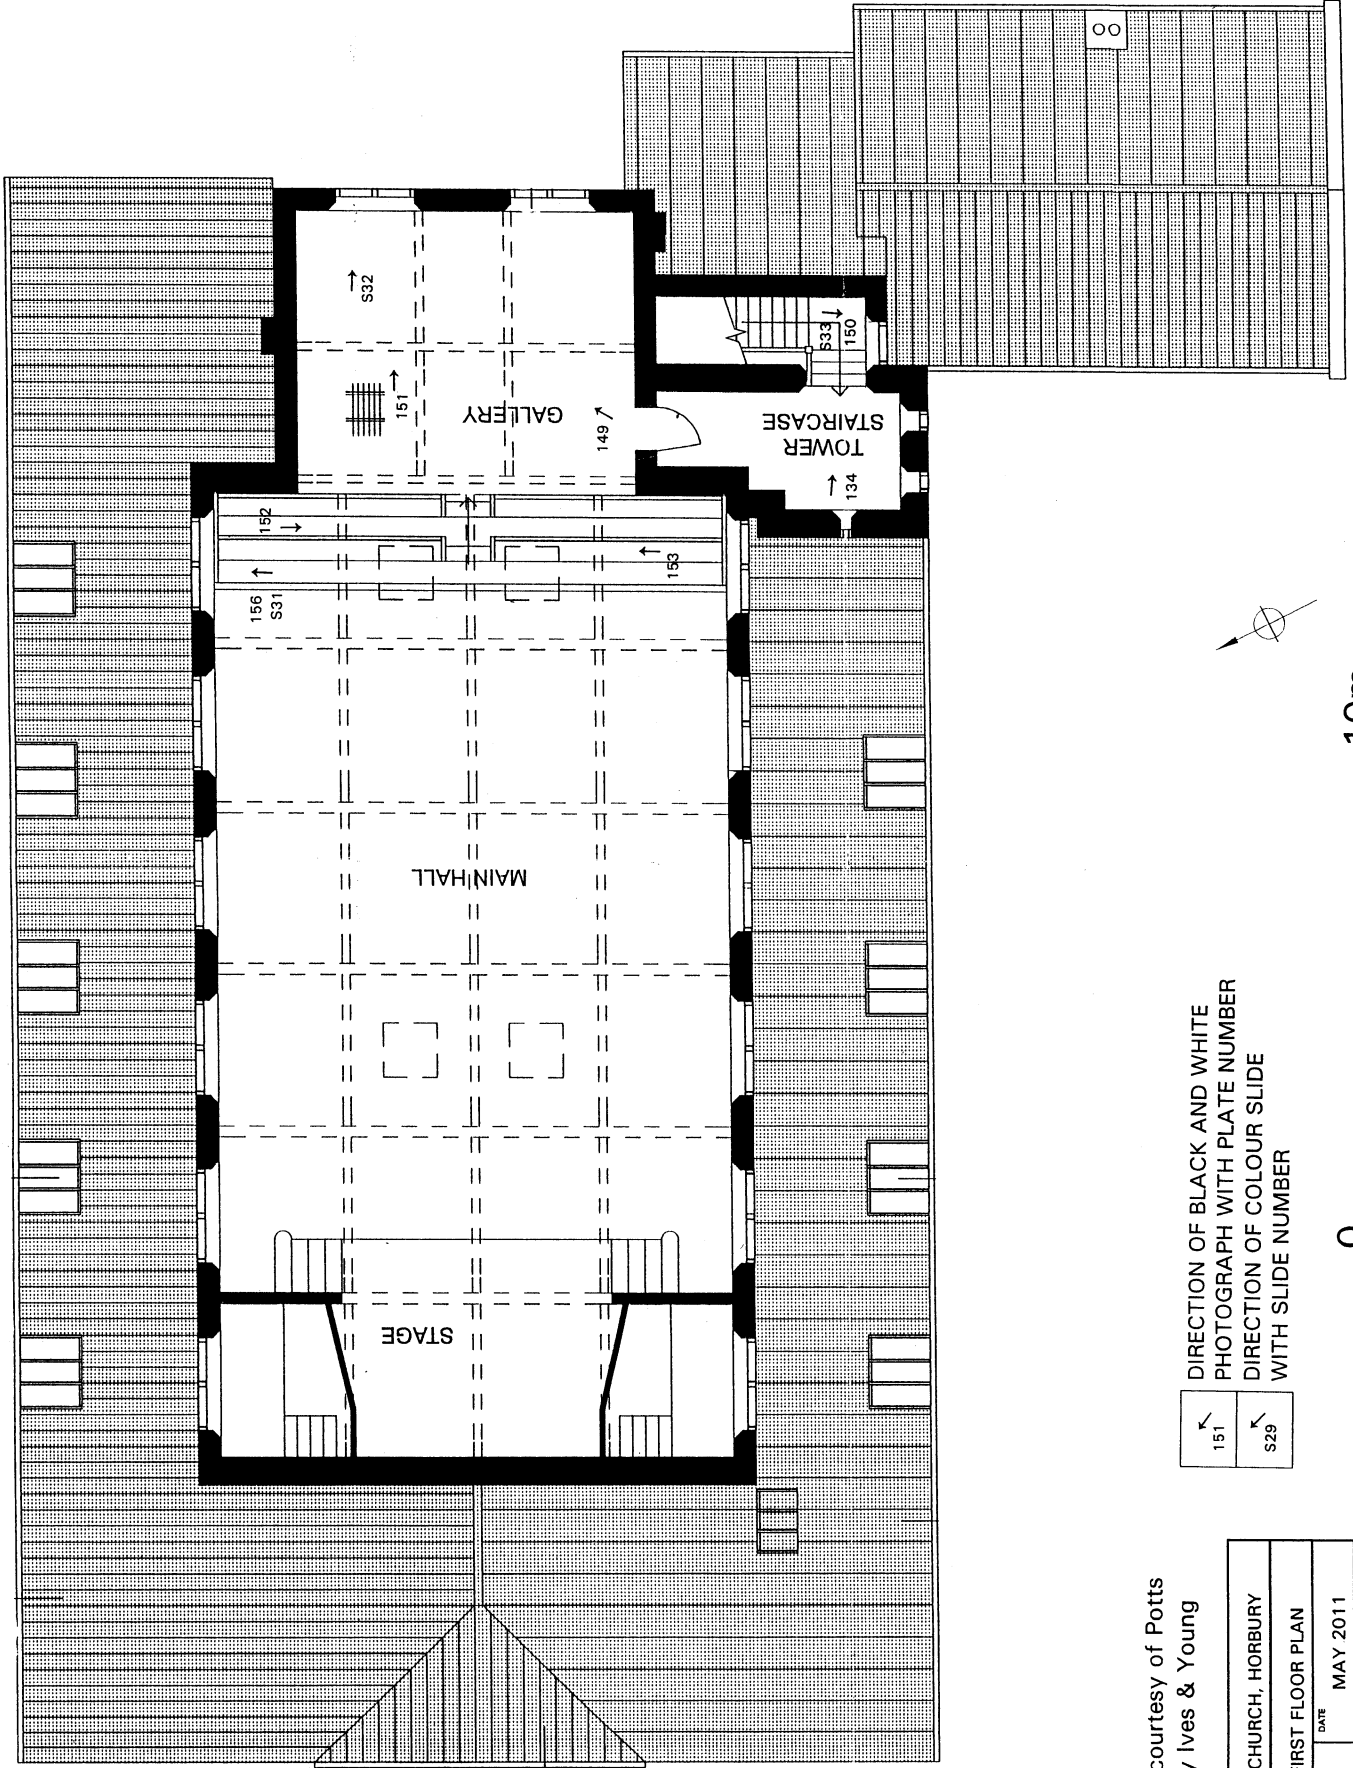 S32
151
GALLERY
149
S33
150
TOWER
STAIRCASE
134
152
153
156
S31
MAIN HALL
STAGE
10m
0
DIRECTION OF BLACK AND WHITE
PHOTOGRAPH WITH PLATE NUMBER
DIRECTION OF COLOUR SLIDE
WITH SLIDE NUMBER
151
S29
courtesy of Potts
Ives & Young
CHURCH, HORBURY
FIRST FLOOR PLAN
DATE
MAY 2011